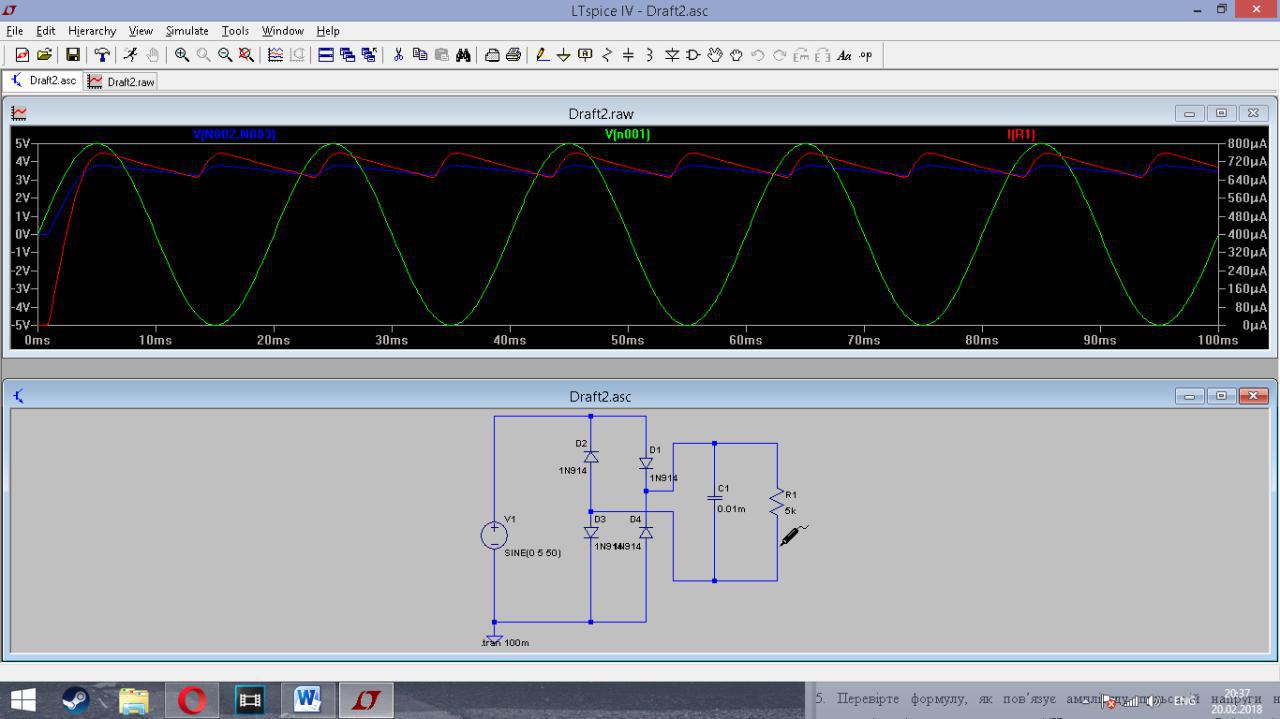 LTspice IV - Draft2.asc
File Edit Hierarchy View Simulate Tools Window Help
Draft2.asc Draft2.raw
Draft2.raw
V(N002,N003) V(n001) I(R1)
5V 800µA
4V 720µA
3V 640µA
2V 560µA
1V 480µA
0V 400µA
-1V 320µA
-2V 240µA
-3V 160µA
-4V 80µA
-5V 0µA
0ms 10ms 20ms 30ms 40ms 50ms 60ms 70ms 80ms 90ms 100ms
Draft2.asc
D2 D1
1N914 1N914
C1 R1
0.01m 5k
V1 D3 D4
SINE(0 5 50) 1N914 1N914
.tran 100m
ENG 20:37
20.02.2018
5. Перевірте формулу, як пов'язує напруги